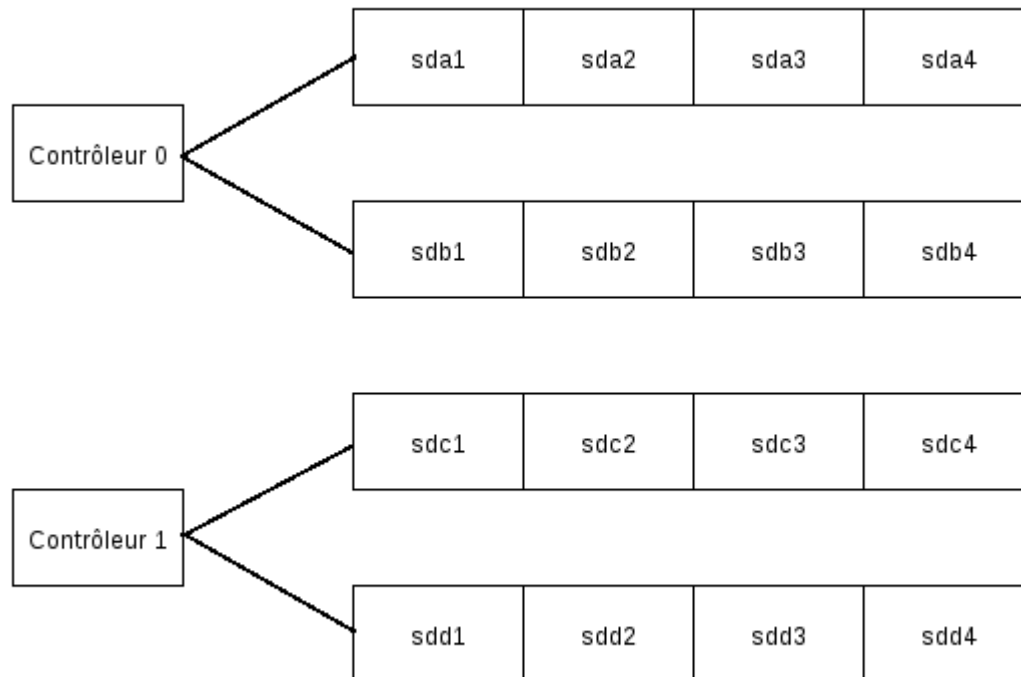 sda1 sda2 sda3 sda4
Contrôleur 0
sdb1 sdb2 sdb3 sdb4
sdc1 sdc2 sdc3 sdc4
Contrôleur 1
sdd1 sdd2 sdd3 sdd4